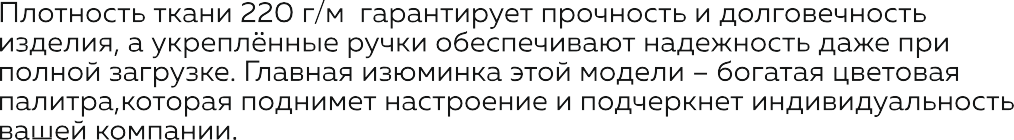 Плотность ткани 220 г/м  гарантирует прочность и долговечность
изделия, а укреплённые ручки обеспечивают надежность даже при
полной загрузке. Главная изюминка этой модели – богатая цветовая
палитра,которая поднимет настроение и подчеркнет индивидуальность
вашей компании.